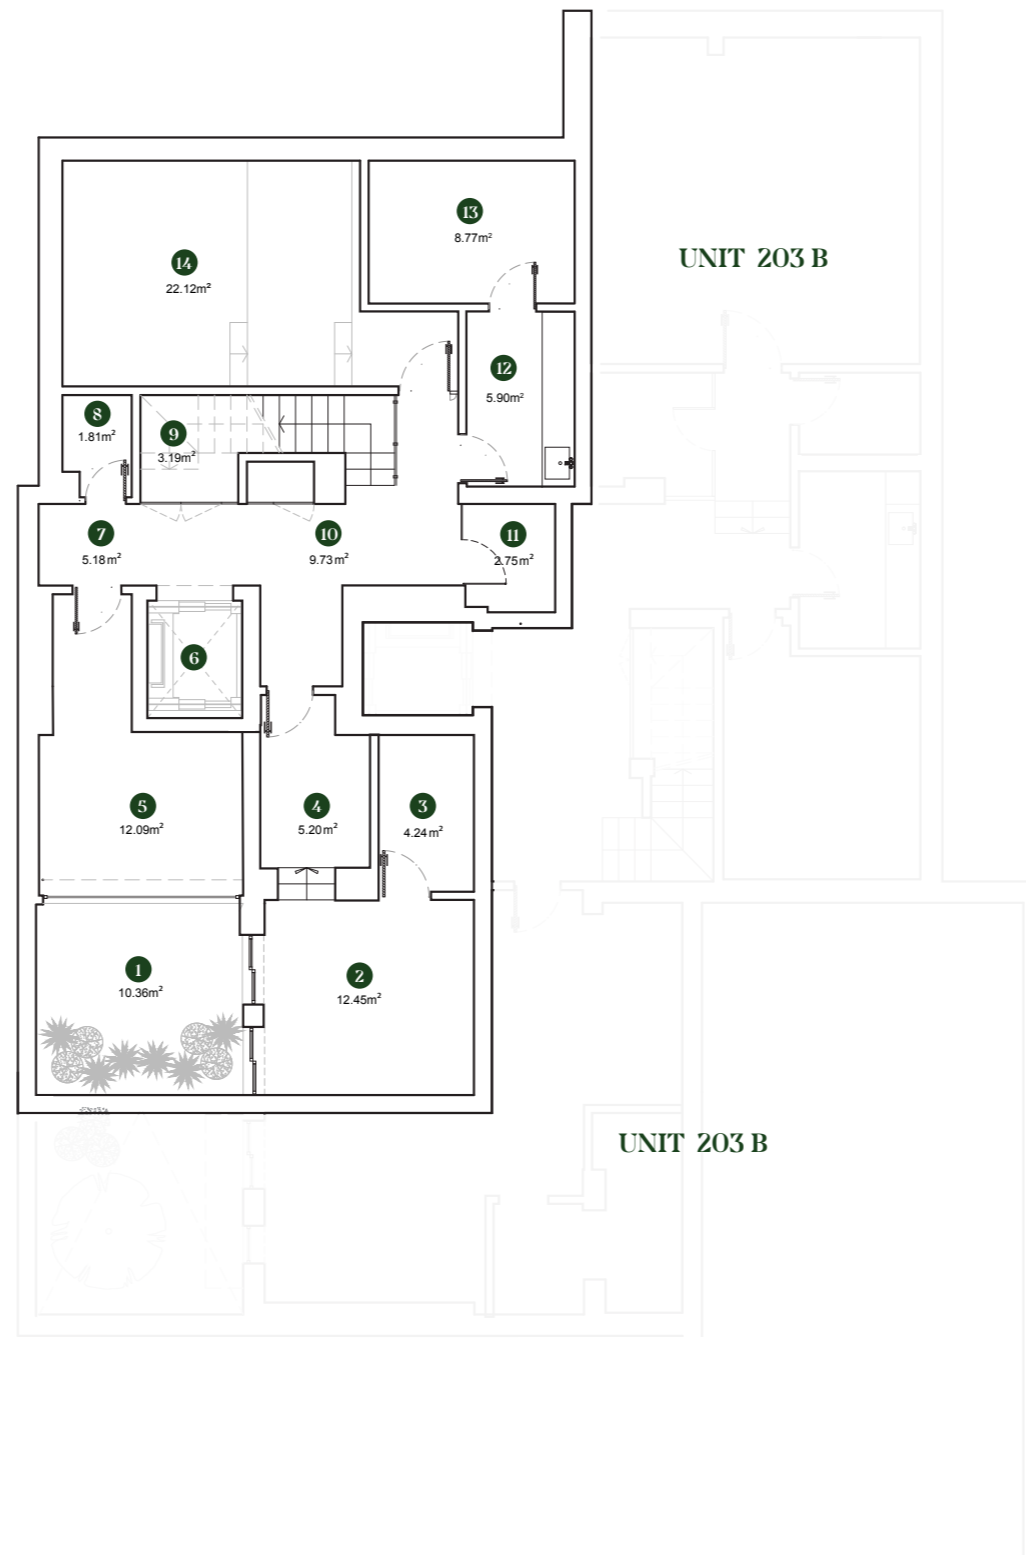 13
8.77m²
UNIT 203 B
14
22.12m²
12
5.90m²
8
1.81m²
9
3.19m²
7
5.18m²
10
9.73m²
11
2.75m²
6
5
12.09m²
4
5.20m²
3
4.24m²
1
10.36m²
2
12.45m²
UNIT 203 B